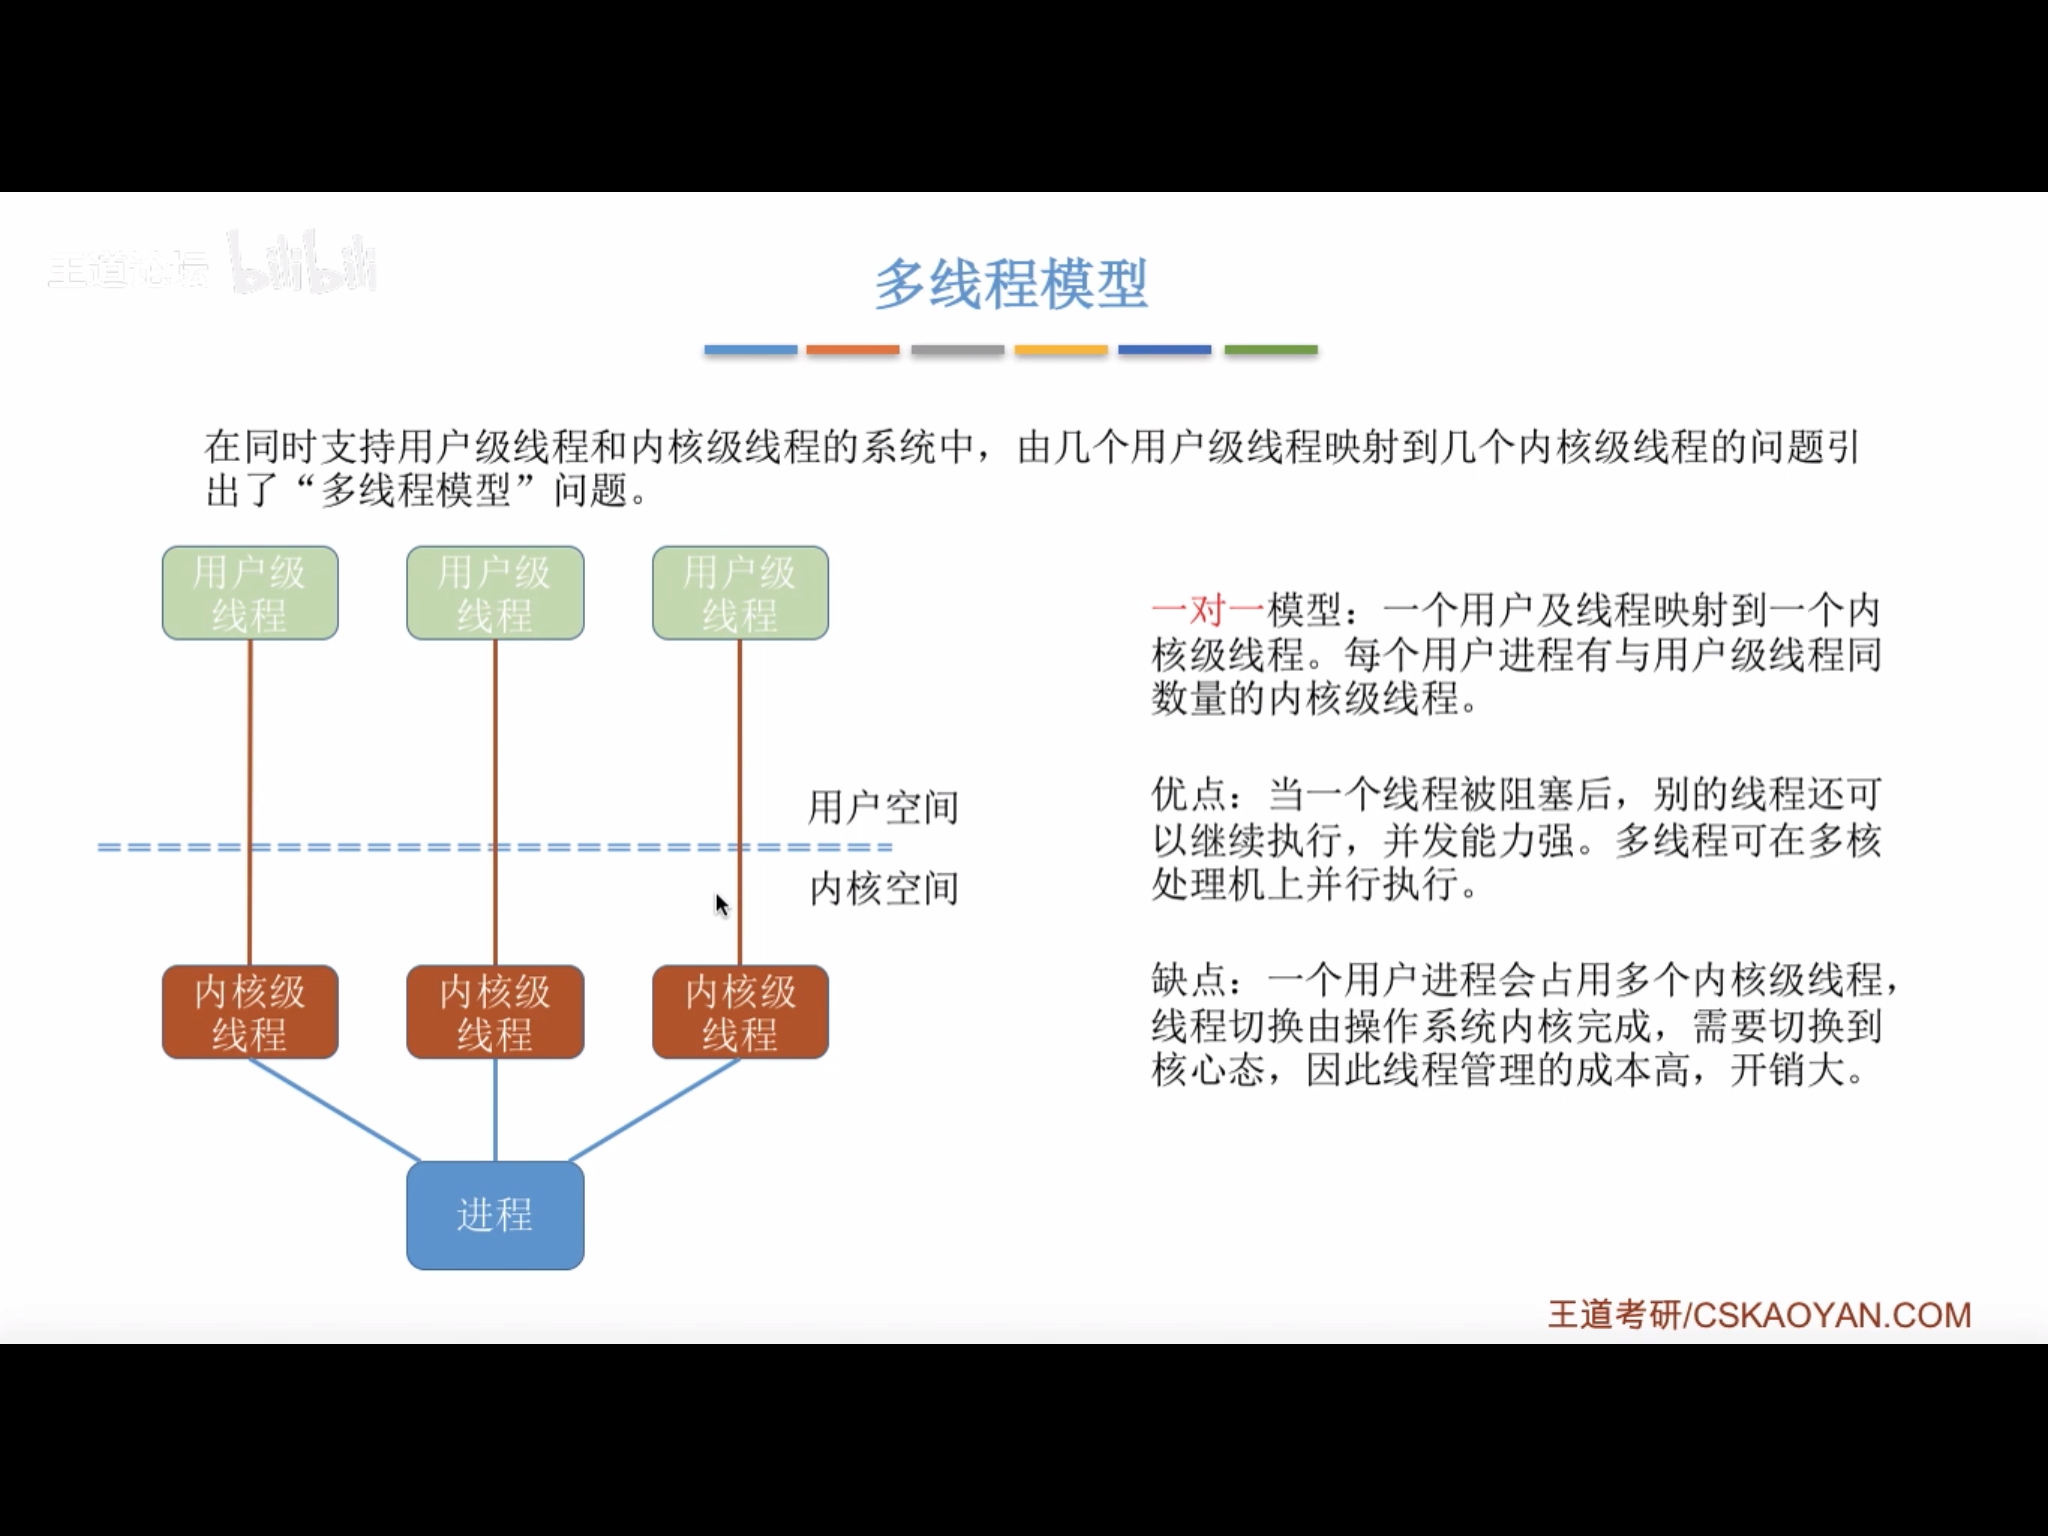 王道论坛 bilibili
多线程模型
在同时支持用户级线程和内核级线程的系统中，由几个用户级线程映射到几个内核级线程的问题引
出了“多线程模型”问题。
用户级
线程
用户级
线程
用户级
线程
用户空间
内核空间
内核级
线程
内核级
线程
内核级
线程
进程
一对一模型：一个用户及线程映射到一个内
核级线程。每个用户进程有与用户级线程同
数量的内核级线程。
优点：当一个线程被阻塞后，别的线程还可
以继续执行，并发能力强。多线程可在多核
处理机上并行执行。
缺点：一个用户进程会占用多个内核级线程，
线程切换由操作系统内核完成，需要切换到
核心态，因此线程管理的成本高，开销大。
王道考研/CSKAOYAN.COM